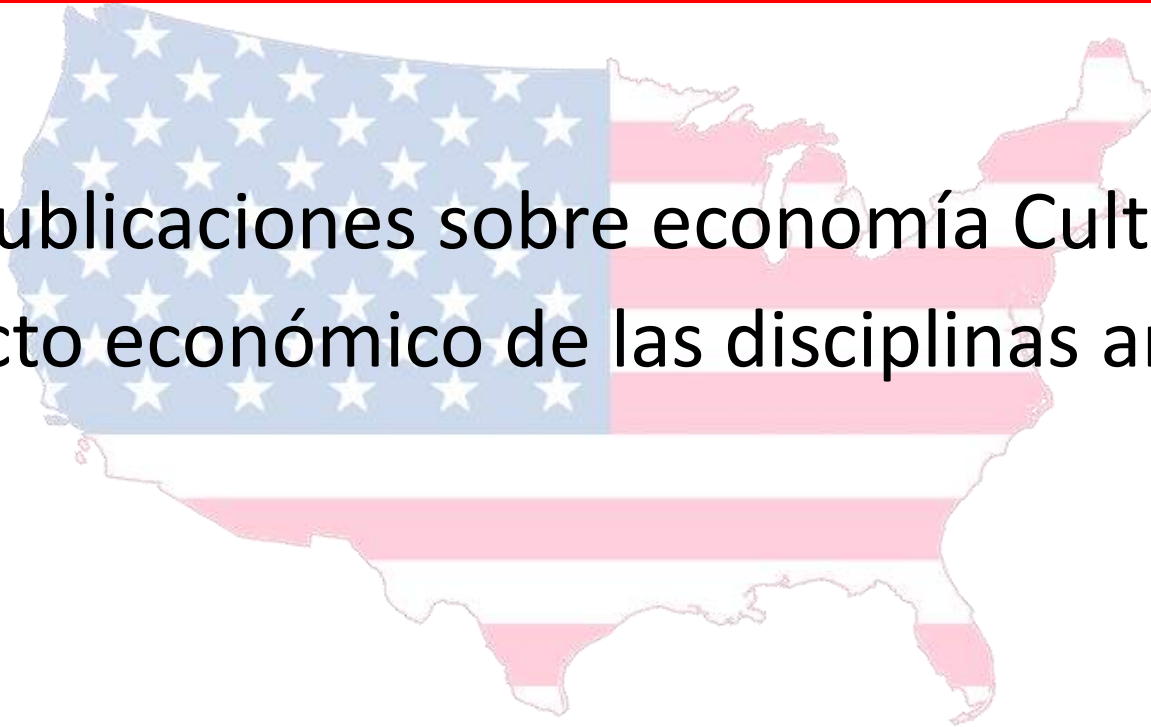 ublicaciones sobre economía Cult
cto económico de las disciplinas ar